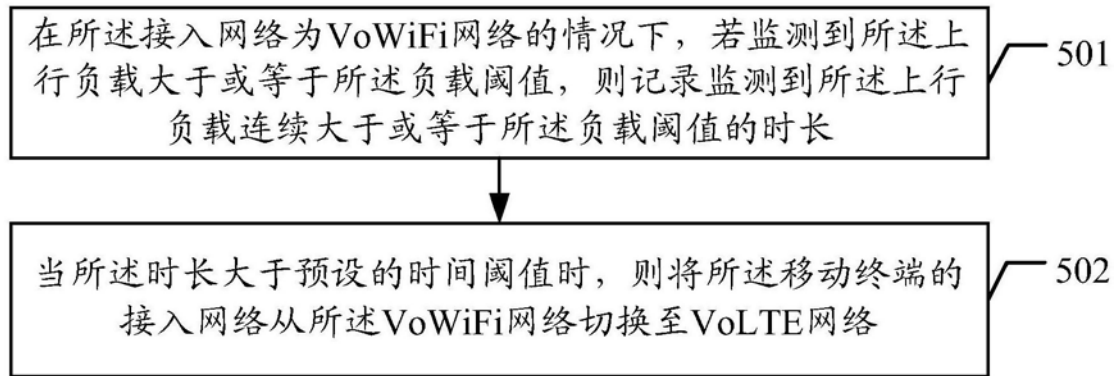 在所述接入网络为VoWiFi网络的情况下，若监测到所述上
行负载大于或等于所述负载阈值，则记录监测到所述上行
负载连续大于或等于所述负载阈值的时长
501
当所述时长大于预设的时间阈值时，则将所述移动终端的
接入网络从所述VoWiFi网络切换至VoLTE网络
502